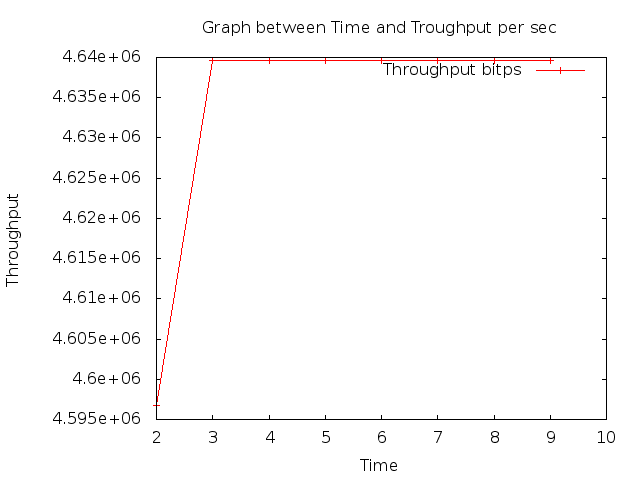 Graph between Time and Troughput per sec
4.64e+06
Throughput bitps
4.635e+06
4.63e+06
4.625e+06
4.62e+06
4.615e+06
4.61e+06
4.605e+06
4.6e+06
4.595e+06
Throughput
2 3 4 5 6 7 8 9 10
Time